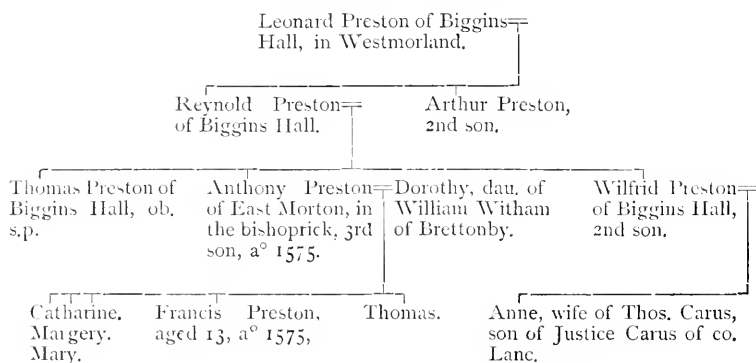 Leonard Preston of Biggins
Hall, in Westmorland.
Reynold Preston
of Biggins Hall.
Arthur Preston,
2nd son.
Thomas Preston of
Biggins Hall, ob.
s.p.
Anthony Preston
of East Morton, in
the bishoprick, 3rd
son, a° 1575.
Dorothy, dau. of
William Witham
of Brettonby.
Wilfrid Preston
of Biggins Hall,
2nd son.
Catharine.
Margery.
Mary.
Francis Preston,
aged 13, a° 1575,
Thomas.
Anne, wife of Thos. Carus,
son of Justice Carus of co.
Lanc.